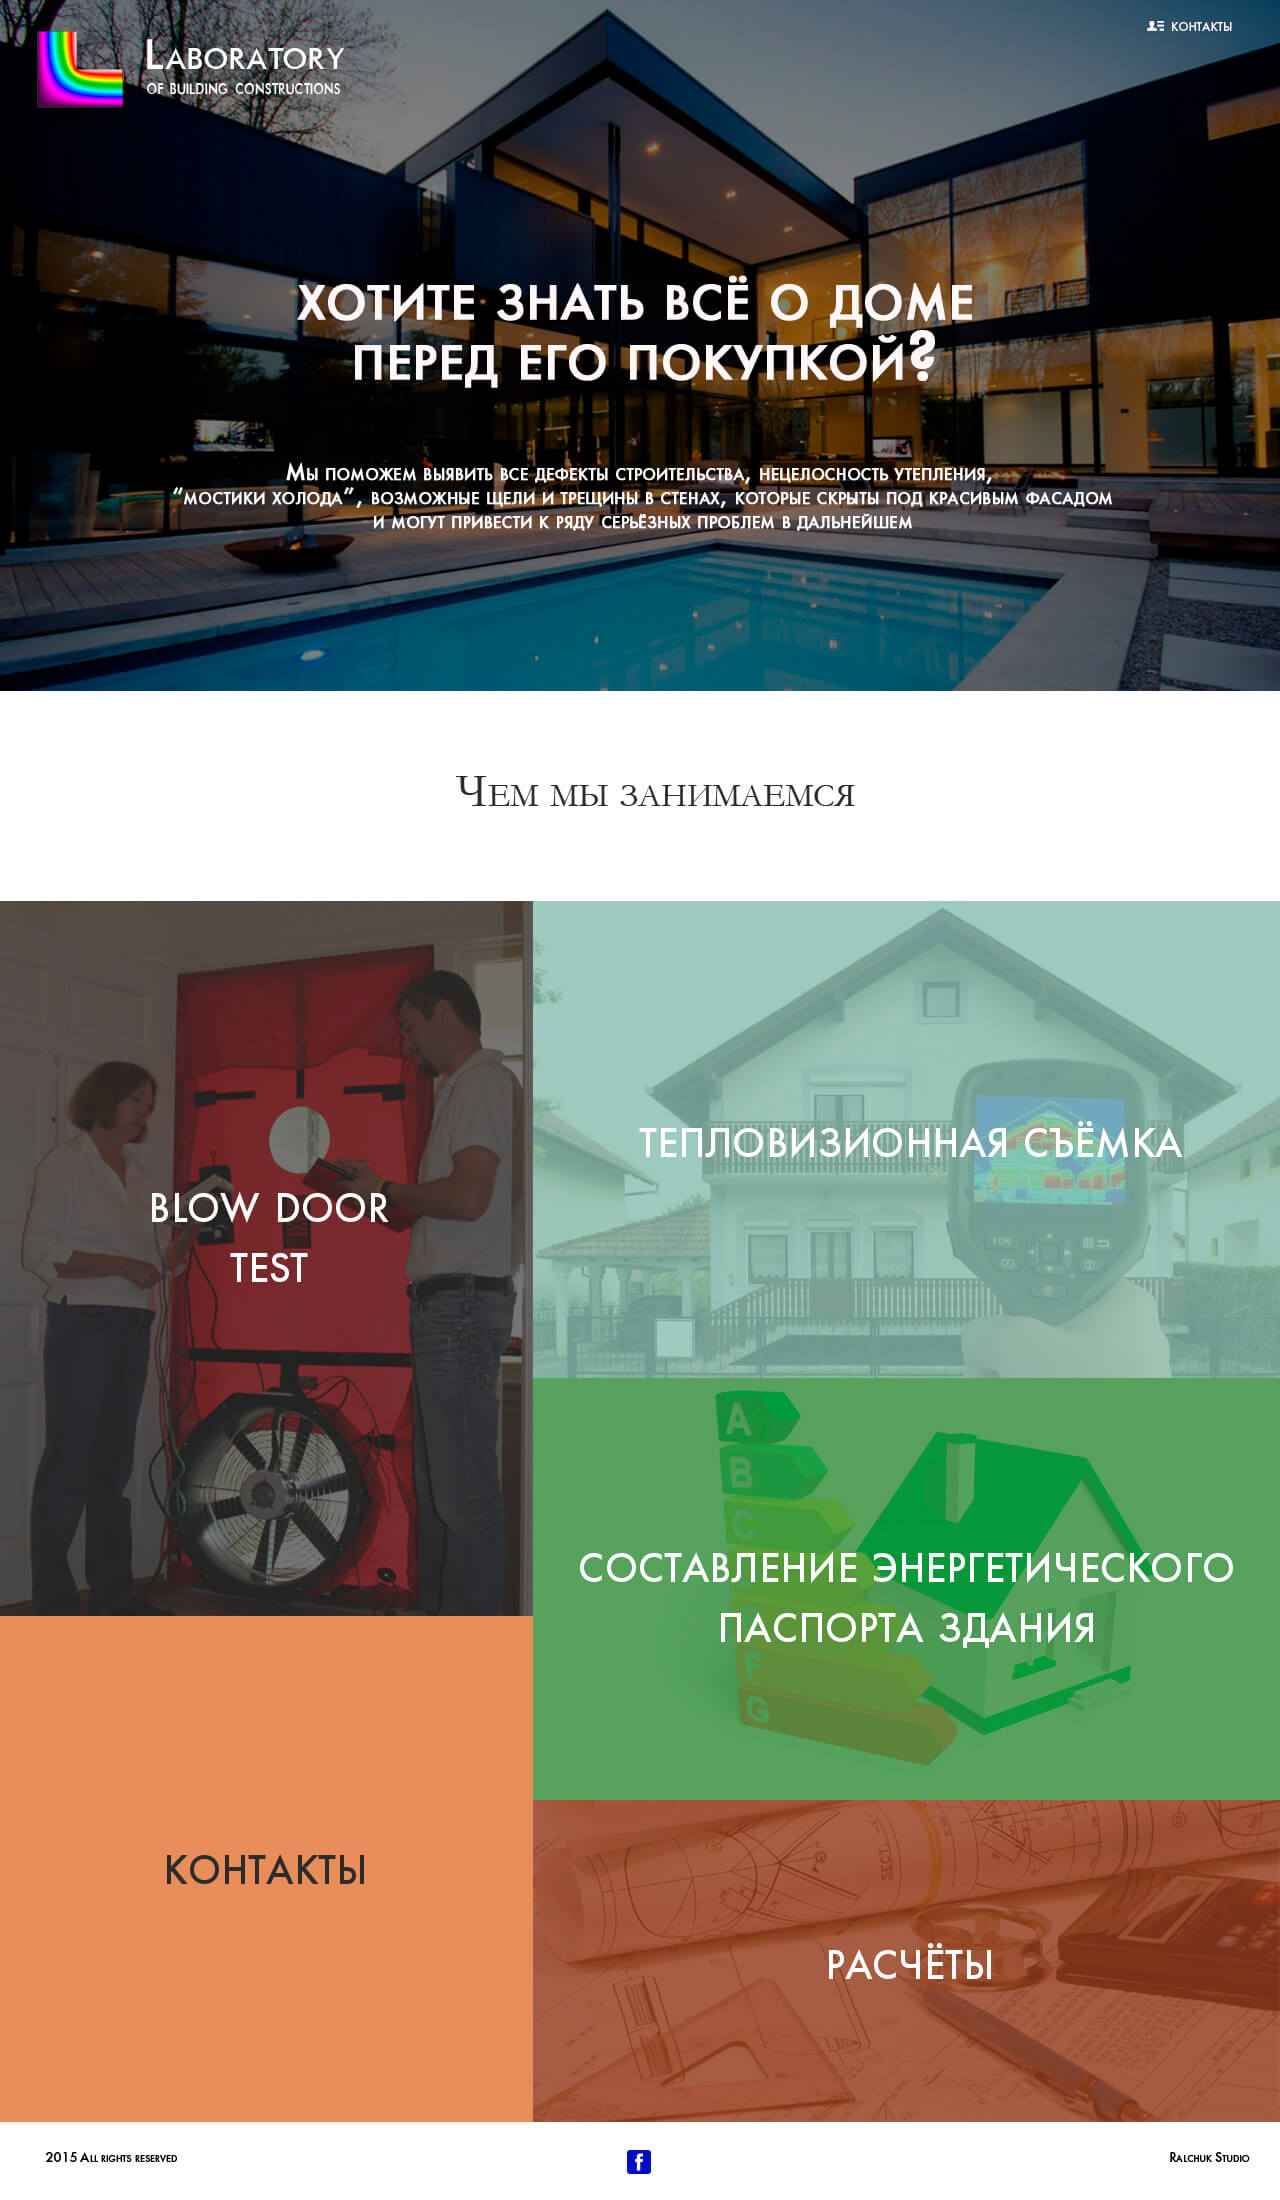 КОНТАКТЫ
LABORATORY
OF BUILDING CONSTRUCTIONS
ХОТИТЕ ЗНАТЬ ВСЁ О ДОМЕ
ПЕРЕД ЕГО ПОКУПКОЙ?
Мы поможем выявить все дефекты строительства, нецелосность утепления,
“мостики холода”, возможные щели и трещины в стенах, которые скрыты под красивым фасадом
и могут привести к ряду серьёзных проблем в дальнейшем
Чем мы занимаемся
BLOW DOOR
TEST
ТЕПЛОВИЗИОННАЯ СЪЁМКА
A
B
C
СОСТАВЛЕНИЕ ЭНЕРГЕТИЧЕСКОГО
ПАСПОРТА ЗДАНИЯ
F
G
КОНТАКТЫ
SECT.
РАСЧЁТЫ
2015 All rights reserved
f
Ralchuk Studio